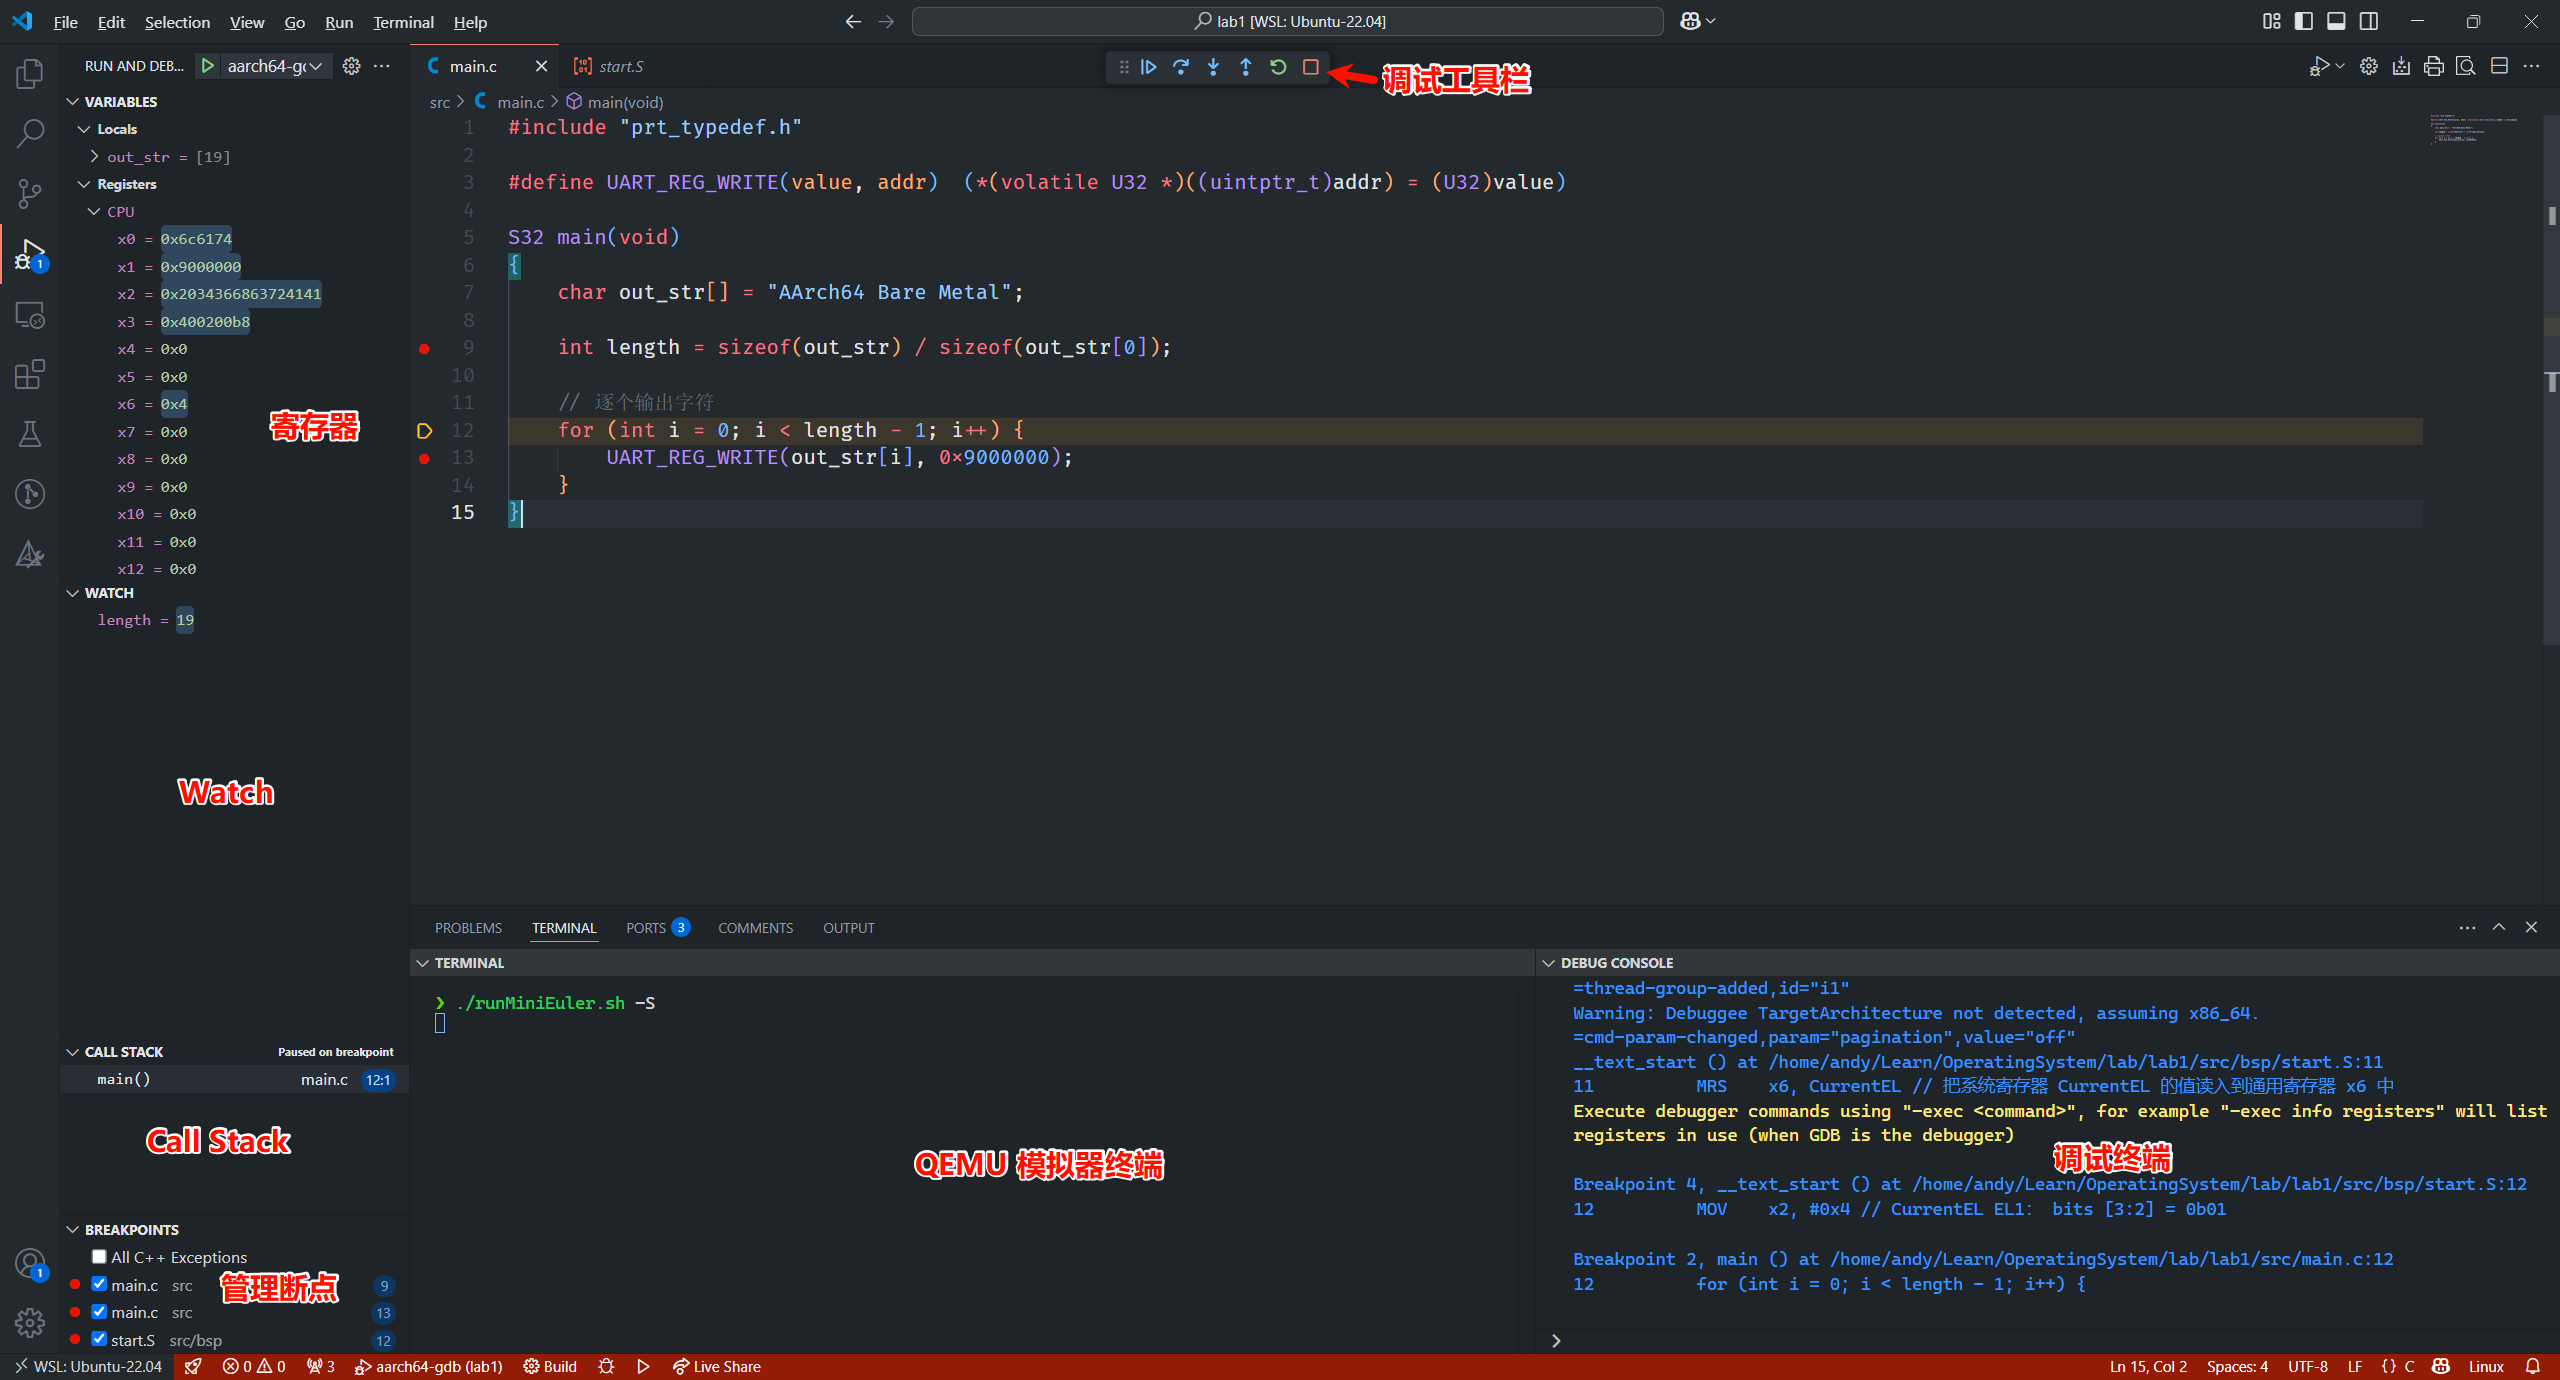 File Edit Selection View Go Run Terminal Help
lab1 [WSL: Ubuntu-22.04]
RUN AND DEB... aarch64-g
VARIABLES
Locals
out_str = [19]
Registers
CPU
x0 = 0x6c6174
x1 = 0x9000000
x2 = 0x2034366863724141
x3 = 0x400200b8
x4 = 0x0
x5 = 0x0
x6 = 0x4
x7 = 0x0
x8 = 0x0
x9 = 0x0
x10 = 0x0
x11 = 0x0
x12 = 0x0
寄存器
WATCH
length = 19
Watch
CALL STACK Paused on breakpoint
main() main.c 12:1
Call Stack
BREAKPOINTS
All C++ Exceptions
main.c src 9
main.c src 13
start.S src/bsp 12
管理断点
main.c start.S
调试工具栏
src > main.c > main(void)
1 #include "prt_typedef.h"
2
3 #define UART_REG_WRITE(value, addr) (*(volatile U32 *)((uintptr_t)addr) = (U32)value)
4
5 S32 main(void)
6 {
7 char out_str[] = "AArch64 Bare Metal";
8
9 int length = sizeof(out_str) / sizeof(out_str[0]);
10
11 // 逐个输出字符
12 for (int i = 0; i < length - 1; i++) {
13 UART_REG_WRITE(out_str[i], 0x9000000);
14 }
15 }
PROBLEMS TERMINAL PORTS 3 COMMENTS OUTPUT
TERMINAL
❯ ./runMiniEuler.sh -S
QEMU 模拟器终端
DEBUG CONSOLE
=thread-group-added,id="i1"
Warning: Debuggee TargetArchitecture not detected, assuming x86_64.
=cmd-param-changed,param="pagination",value="off"
__text_start () at /home/andy/Learn/OperatingSystem/lab/lab1/src/bsp/start.S:11
11 MRS x6, CurrentEL // 把系统寄存器 CurrentEL 的值读入到通用寄存器 x6 中
Execute debugger commands using "-exec <command>", for example "-exec info registers" will list
registers in use (when GDB is the debugger)
调试终端
Breakpoint 4, __text_start () at /home/andy/Learn/OperatingSystem/lab/lab1/src/bsp/start.S:12
12 MOV x2, #0x4 // CurrentEL EL1: bits [3:2] = 0b01
Breakpoint 2, main () at /home/andy/Learn/OperatingSystem/lab/lab1/src/main.c:12
12 for (int i = 0; i < length - 1; i++) {
1
1
WSL: Ubuntu-22.04 0 0 3 aarch64-gdb (lab1) Build Live Share
Ln 15, Col 2 Spaces: 4 UTF-8 LF {} C Linux